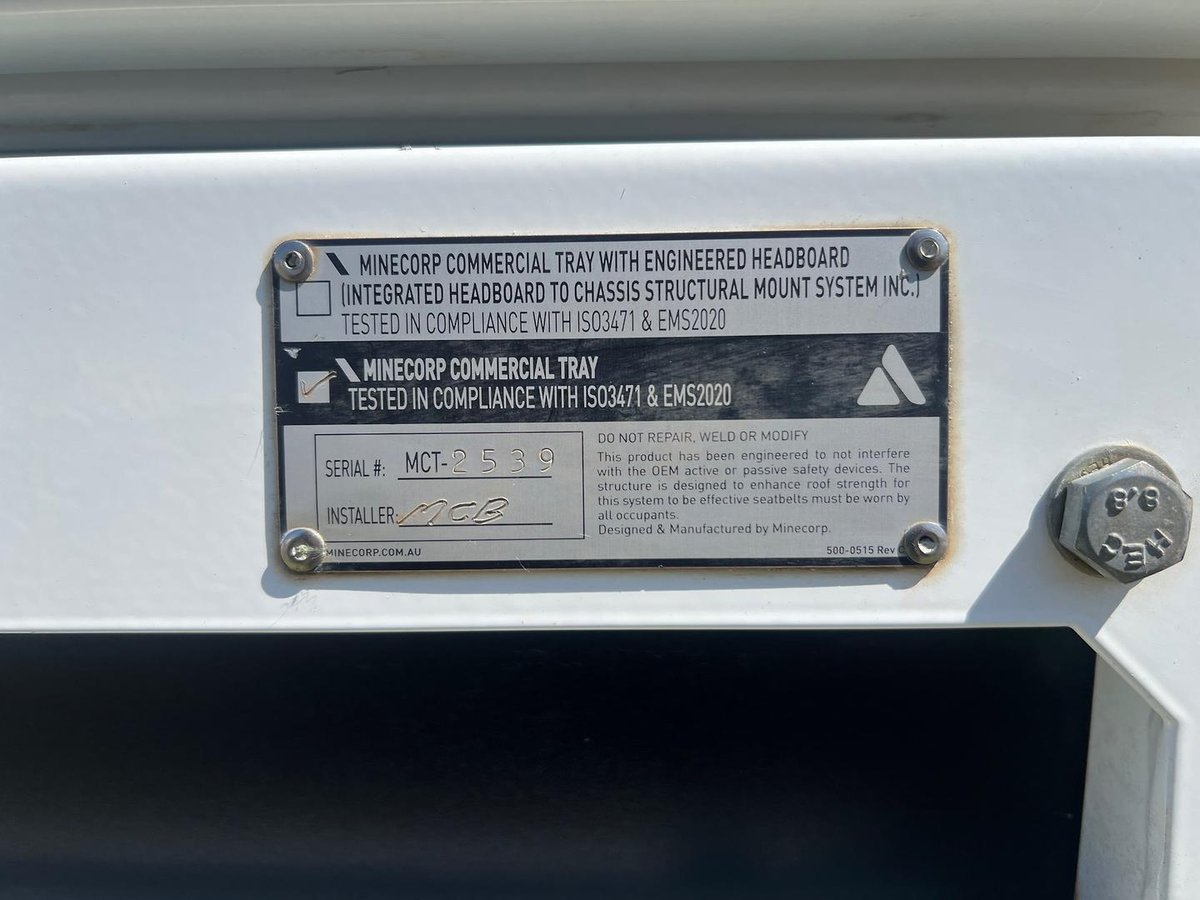 MINECORP COMMERCIAL TRAY WITH ENGINEERED HEADBOARD
(INTEGRATED HEADBOARD TO CHASSIS STRUCTURAL MOUNT SYSTEM INC.)
TESTED IN COMPLIANCE WITH ISO3471 & EMS2020
MINECORP COMMERCIAL TRAY
TESTED IN COMPLIANCE WITH ISO3471 & EMS2020
SERIAL #: MCT-2539
INSTALLER: MCB
MINECORP.COM.AU
DO NOT REPAIR, WELD OR MODIFY
This product has been engineered to not interfere
with the OEM active or passive safety devices. The
structure is designed to enhance roof strength for
this system to be effective seatbelts must be worn by
all occupants.
Designed & Manufactured by Minecorp.
500-0515 Rev C
8.8